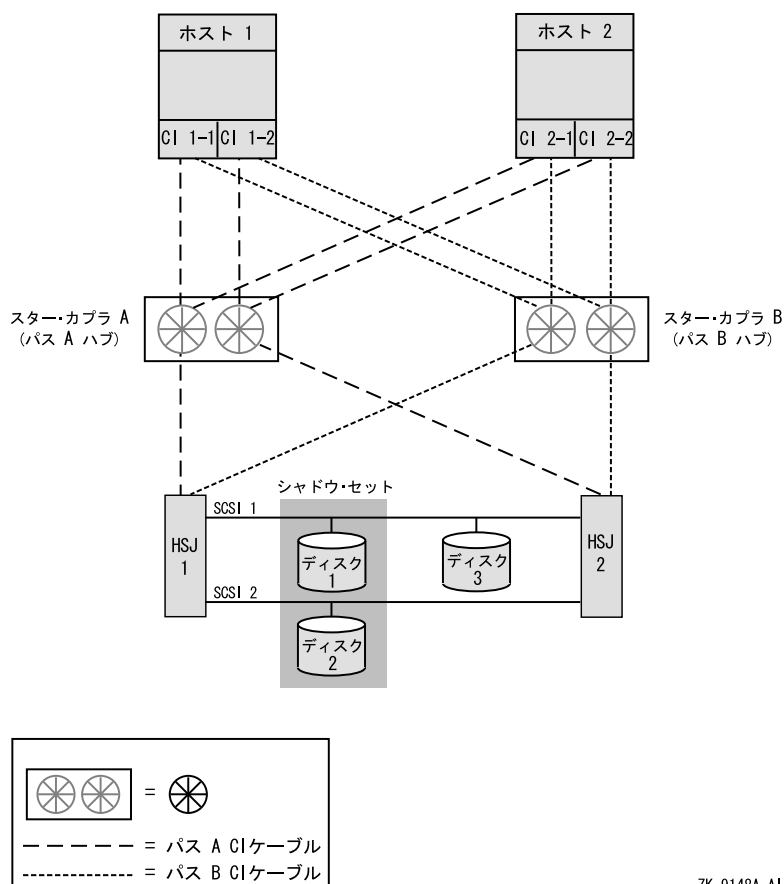 ホスト 1
ホスト 2
CI 1-1
CI 1-2
CI 2-1
CI 2-2
スター・カプラ A
(パス A ハブ)
スター・カプラ B
(パス B ハブ)
シャドウ・セット
SCSI 1
HSJ
1
ディスク
1
ディスク
3
HSJ
2
SCSI 2
ディスク
2
=
= パス A CIケーブル
= パス B CIケーブル